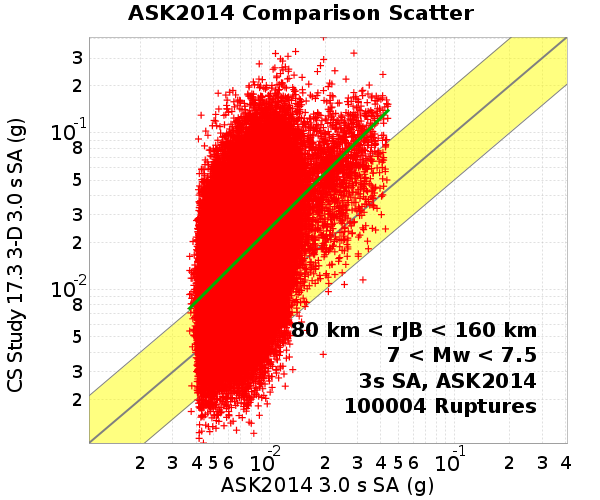 ASK2014 Comparison Scatter
CS Study 17.3 3-D 3.0 s SA (g)
3
2
10-1
8
5
3
2
10-2
8
5
3
2
80 km < rJB < 160 km
7 < Mw < 7.5
3s SA, ASK2014
100004 Ruptures
2 3 4 5 6 10-2 2 3 4 5 6 8 10-1 2 3 4
ASK2014 3.0 s SA (g)